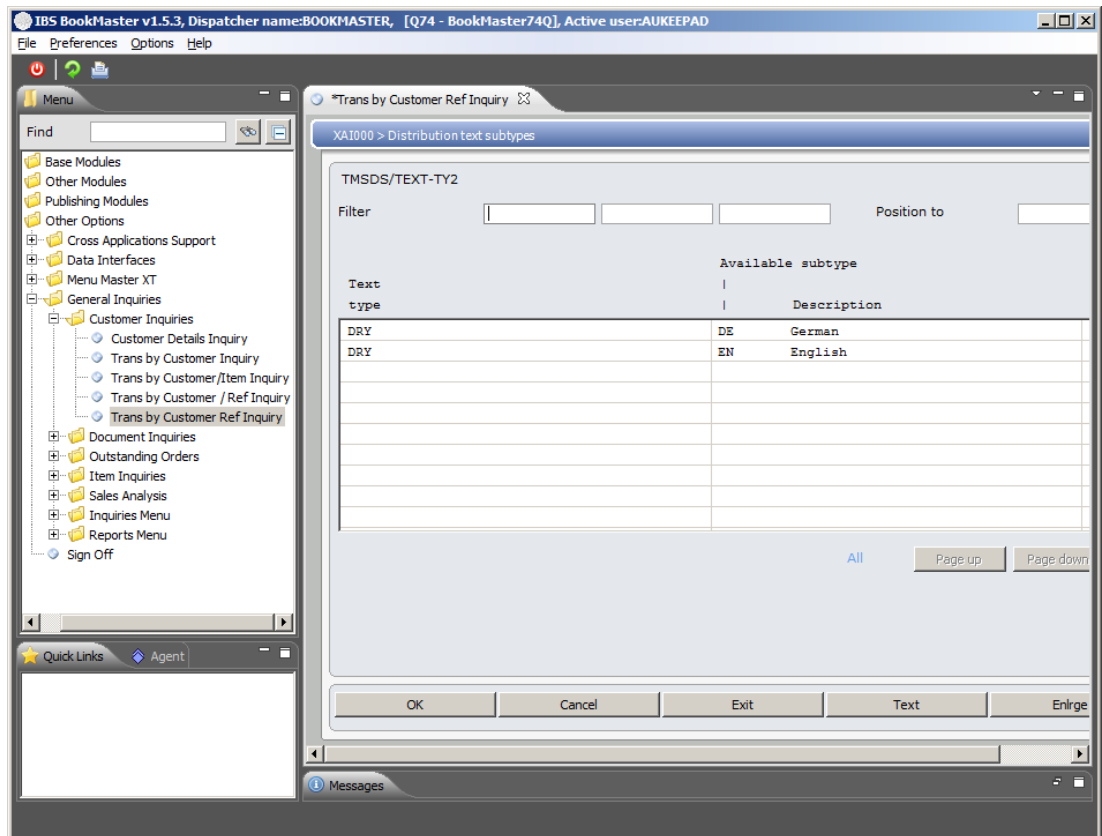 IBS BookMaster v1.5.3, Dispatcher name:BOOKMASTER, [Q74 - BookMaster74Q], Active user:AUKEEPAD
File Preferences Options Help
Menu
Find
Base Modules
Other Modules
Publishing Modules
Other Options
Cross Applications Support
Data Interfaces
Menu Master XT
General Inquiries
Customer Inquiries
Customer Details Inquiry
Trans by Customer Inquiry
Trans by Customer/Item Inquiry
Trans by Customer / Ref Inquiry
Trans by Customer Ref Inquiry
Document Inquiries
Outstanding Orders
Item Inquiries
Sales Analysis
Inquiries Menu
Reports Menu
Sign Off
Quick Links Agent
*Trans by Customer Ref Inquiry
XAI000 > Distribution text subtypes
TMSDS/TEXT-TY2
Filter Position to
Available subtype
Text |
type | Description
DRY DE German
DRY EN English
All Page up Page down
OK Cancel Exit Text Enlrge
Messages